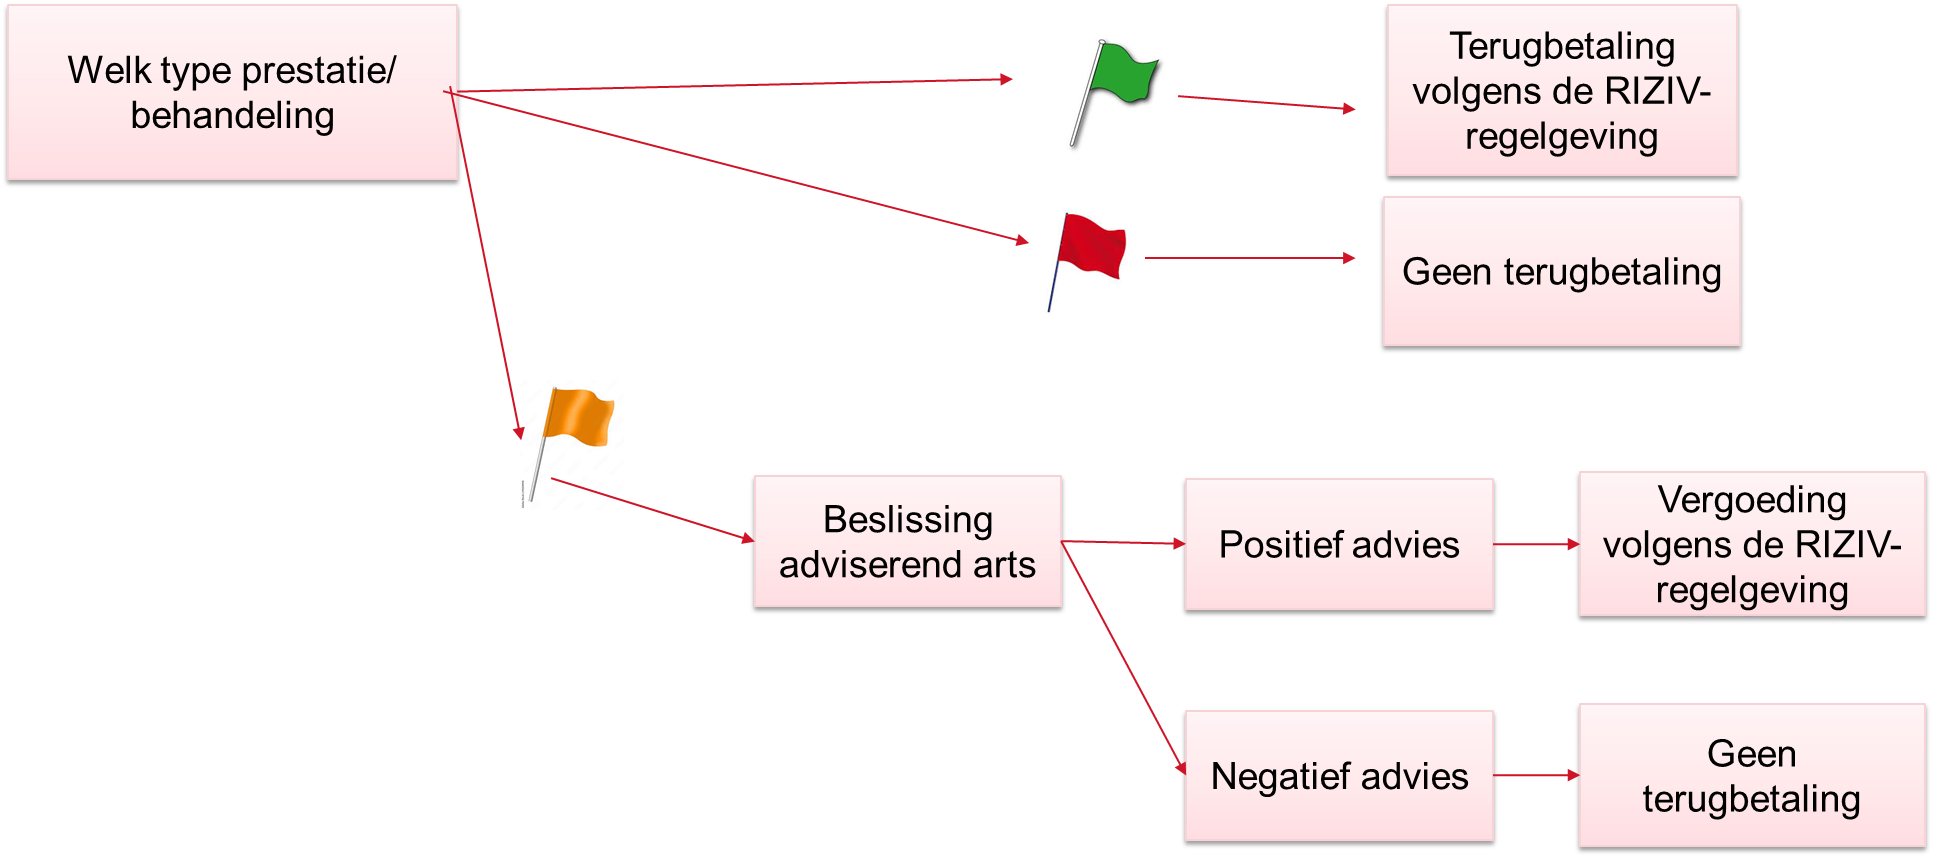 Welk type prestatie/
behandeling
Terugbetaling
volgens de RIZIV-
regelgeving
Geen terugbetaling
Beslissing
adviserend arts
Positief advies
Vergoeding
volgens de RIZIV-
regelgeving
Negatief advies
Geen
terugbetaling